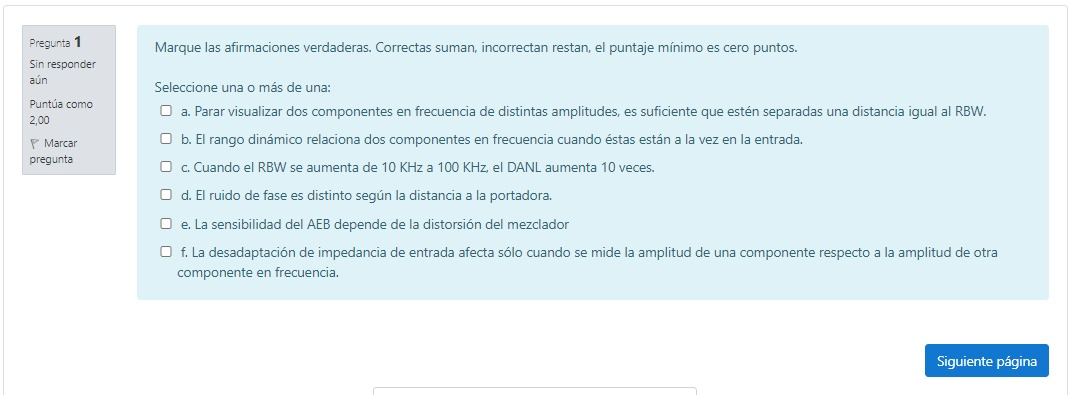 Pregunta 1
Sin responder
aún
Puntúa como
2,00
Marcar
pregunta
Marque las afirmaciones verdaderas. Correctas suman, incorrectan restan, el puntaje mínimo es cero puntos.
Seleccione una o más de una:
a. Parar visualizar dos componentes en frecuencia de distintas amplitudes, es suficiente que estén separadas una distancia igual al RBW.
b. El rango dinámico relaciona dos componentes en frecuencia cuando éstas están a la vez en la entrada.
c. Cuando el RBW se aumenta de 10 KHz a 100 KHz, el DANL aumenta 10 veces.
d. El ruido de fase es distinto según la distancia a la portadora.
e. La sensibilidad del AEB depende de la distorsión del mezclador
f. La desadaptación de impedancia de entrada afecta sólo cuando se mide la amplitud de una componente respecto a la amplitud de otra
componente en frecuencia.
Siguiente página